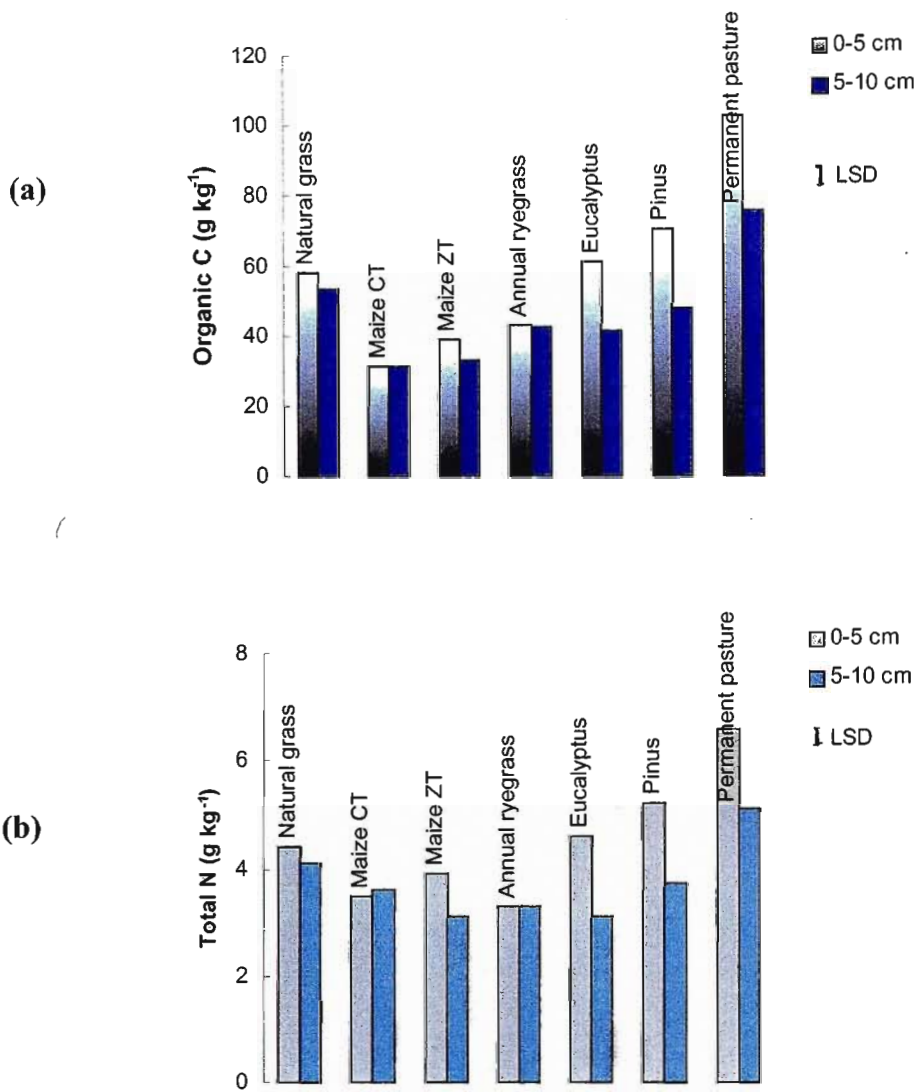 (a)
Organic C (g kg⁻¹)
120
100
80
60
40
20
0
Natural grass
Maize CT
Maize ZT
Annual ryegrass
Eucalyptus
Pinus
Permanent pasture
0-5 cm
5-10 cm
LSD
(b)
Total N (g kg⁻¹)
8
6
4
2
0
Natural grass
Maize CT
Maize ZT
Annual ryegrass
Eucalyptus
Pinus
Permanent pasture
0-5 cm
5-10 cm
LSD